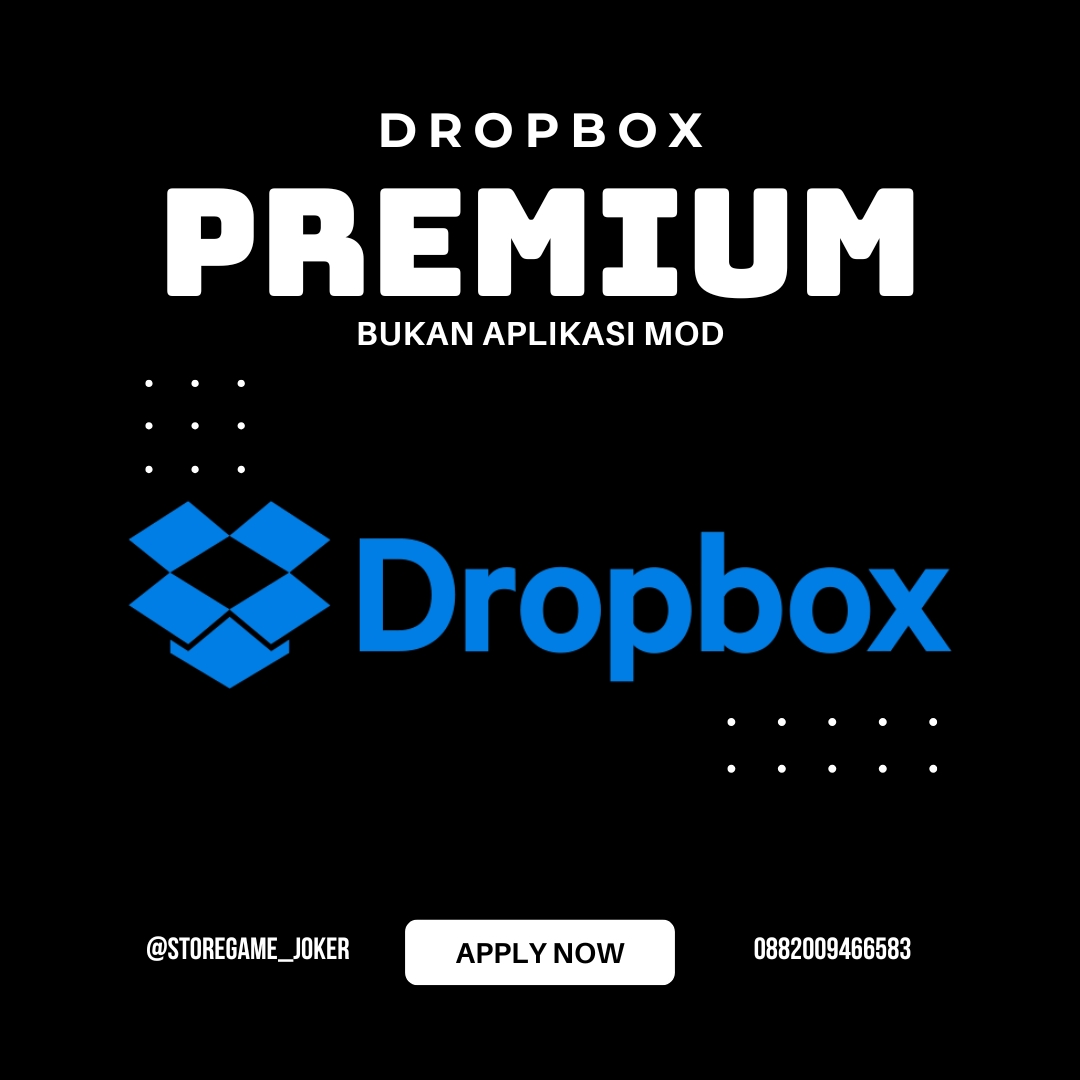 DROPBOX
PREMIUM
BUKAN APLIKASI MOD
Dropbox
@STOREGAME_JOKER
APPLY NOW
0882009466583